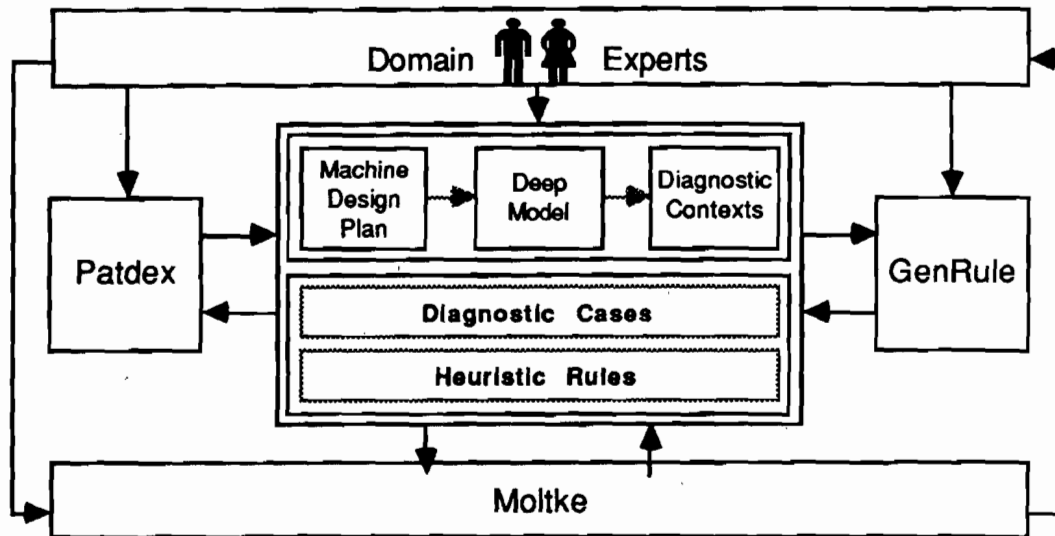 Domain Experts
Machine
Design
Plan
Deep
Model
Diagnostic
Contexts
Patdex
GenRule
Diagnostic Cases
Heuristic Rules
Moltke